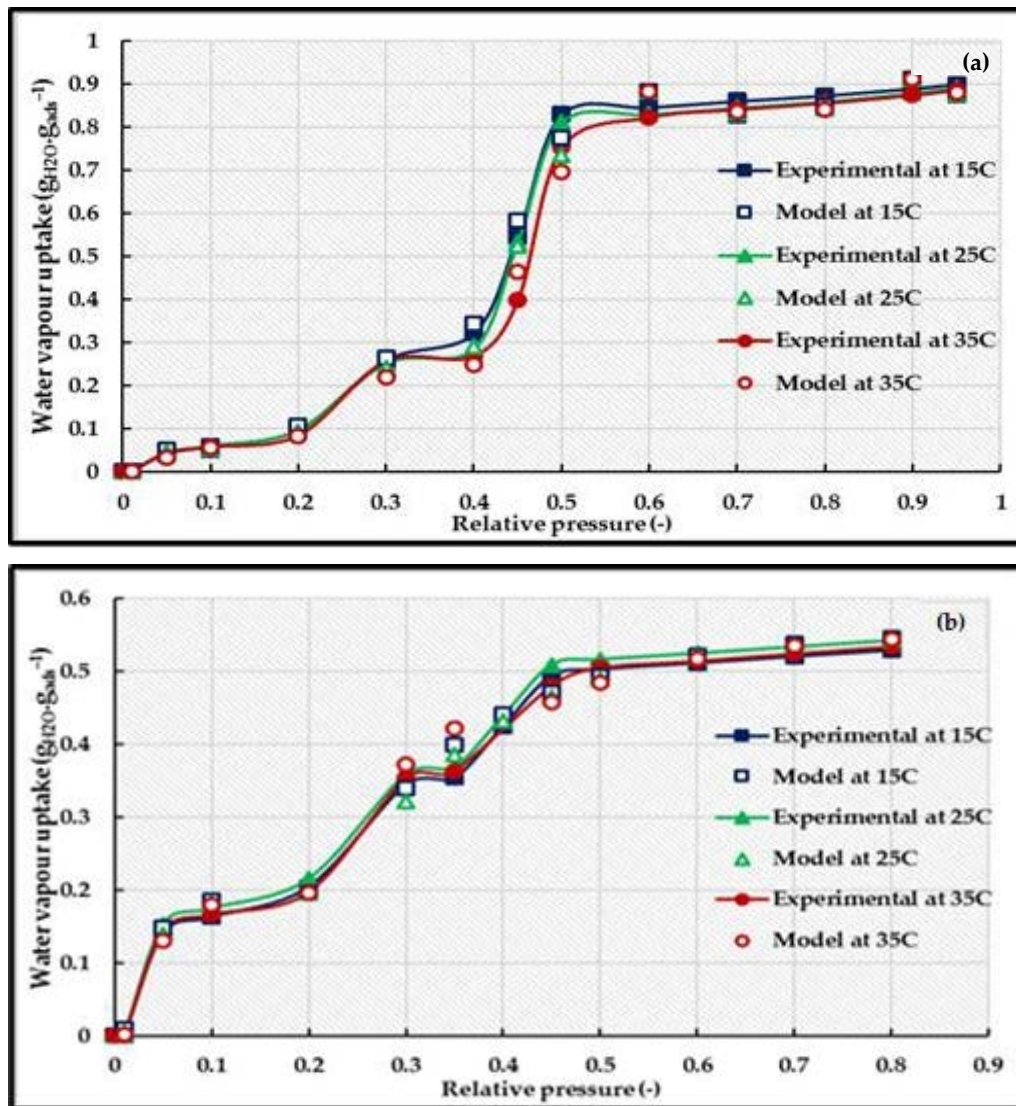 (a)
Water vapour uptake (gH2O.gads−1)
1
0.9
0.8
0.7
0.6
0.5
0.4
0.3
0.2
0.1
0
Experimental at 15C
Model at 15C
Experimental at 25C
Model at 25C
Experimental at 35C
Model at 35C
0 0.1 0.2 0.3 0.4 0.5 0.6 0.7 0.8 0.9 1
Relative pressure (-)
(b)
Water vapour uptake (gH2O.gads−1)
0.6
0.5
0.4
0.3
0.2
0.1
0
Experimental at 15C
Model at 15C
Experimental at 25C
Model at 25C
Experimental at 35C
Model at 35C
0 0.1 0.2 0.3 0.4 0.5 0.6 0.7 0.8 0.9
Relative pressure (-)